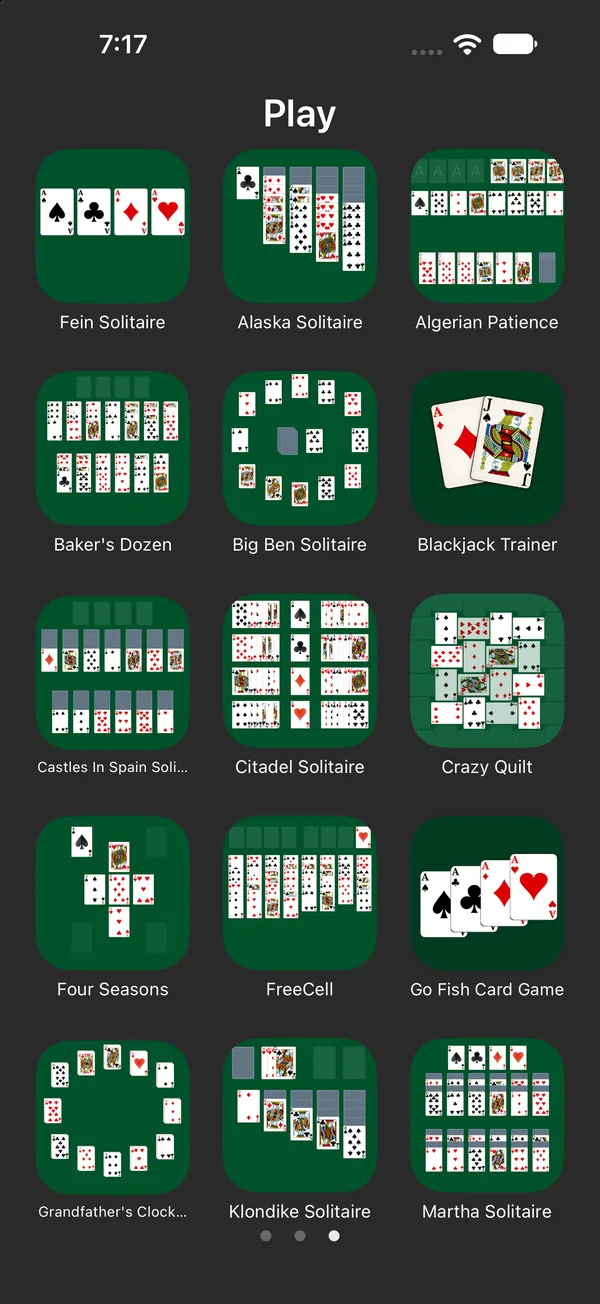 7:17
Play
Fein Solitaire
Alaska Solitaire
Algerian Patience
Baker's Dozen
Big Ben Solitaire
Blackjack Trainer
Castles In Spain Soli...
Citadel Solitaire
Crazy Quilt
Four Seasons
FreeCell
Go Fish Card Game
Grandfather's Clock...
Klondike Solitaire
Martha Solitaire